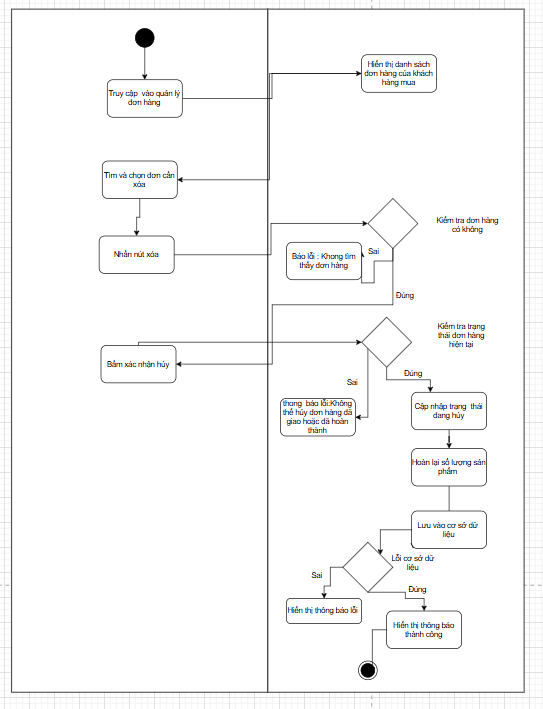 Hiển thị danh sách
đơn hàng của khách
hàng mua
Truy cập vào quản lý
đơn hàng
Tìm và chọn đơn cần
xóa
Nhấn nút xóa
Kiểm tra đơn hàng
có không
Sai
Báo lỗi : Khong tìm
thấy đơn hàng
Đúng
Kiểm tra trạng
thái đơn hàng
hiện tại
Bấm xác nhận hủy
Đúng
Sai
thong báo lỗi:Không
thể hủy đơn hàng đã
giao hoặc đã hoàn
thành
Cập nhập trạng thái
đang hủy
Hoàn lại số lượng sản
phẩm
Lưu vào cơ sở dữ
liệu
Lỗi cơ sở dữ
liệu
Sai
Đúng
Hiển thị thông báo lỗi
Hiển thị thông báo
thành công